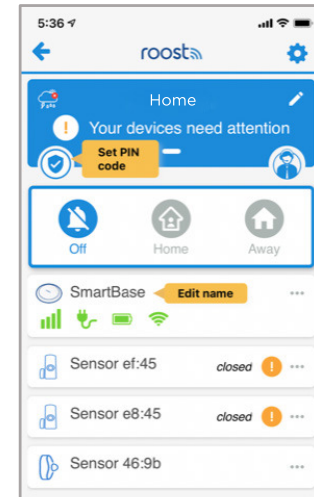 5:36
roost
Home
! Your devices need attention
Set PIN
code
Off Home Away
SmartBase Edit name
Sensor ef:45 closed !
Sensor e8:45 closed !
Sensor 46:9b